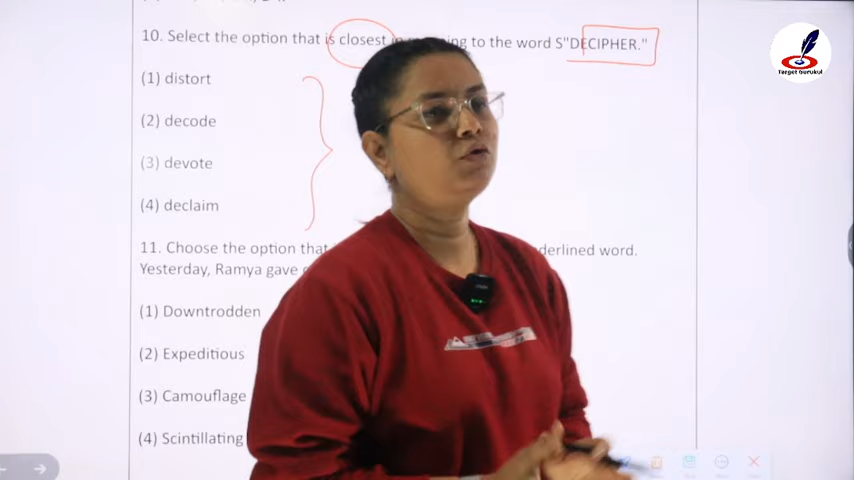 10. Select the option that is closest in meaning to the word S"DECIPHER."
(1) distort
(2) decode
(3) devote
(4) declaim
11. Choose the option that underlined word.
Yesterday, Ramya gave
(1) Downtrodden
(2) Expeditious
(3) Camouflage
(4) Scintillating
Target Gurukul